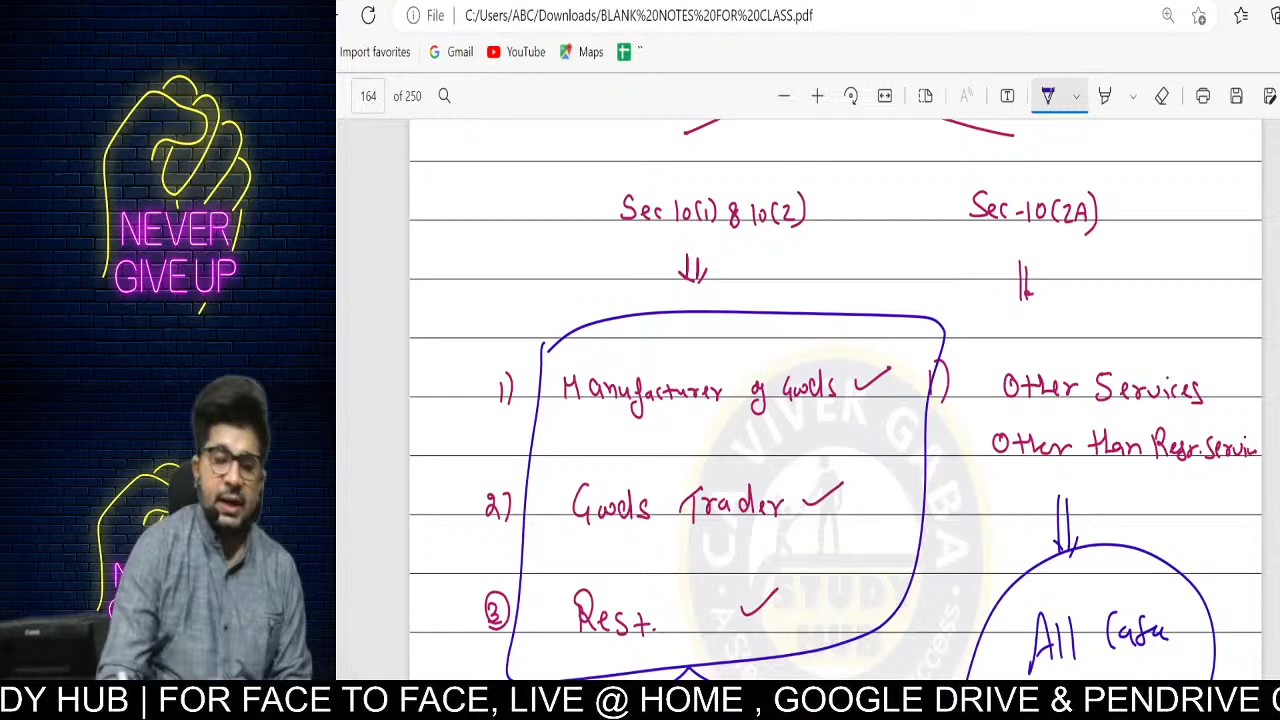 File C:/Users/ABC/Downloads/BLANK%20NOTES%20FOR%20CLASS.pdf
Import favorites Gmail YouTube Maps
164 of 250
NEVER
GIVE UP
Sec 10(1) & 10(2) Sec-10(2A)
1) Manufacturer of Goods 1) Other Services
Other than Restr. Servic
2) Goods Trader
3) Rest.
All
DY HUB | FOR FACE TO FACE, LIVE @ HOME , GOOGLE DRIVE & PENDRIVE C